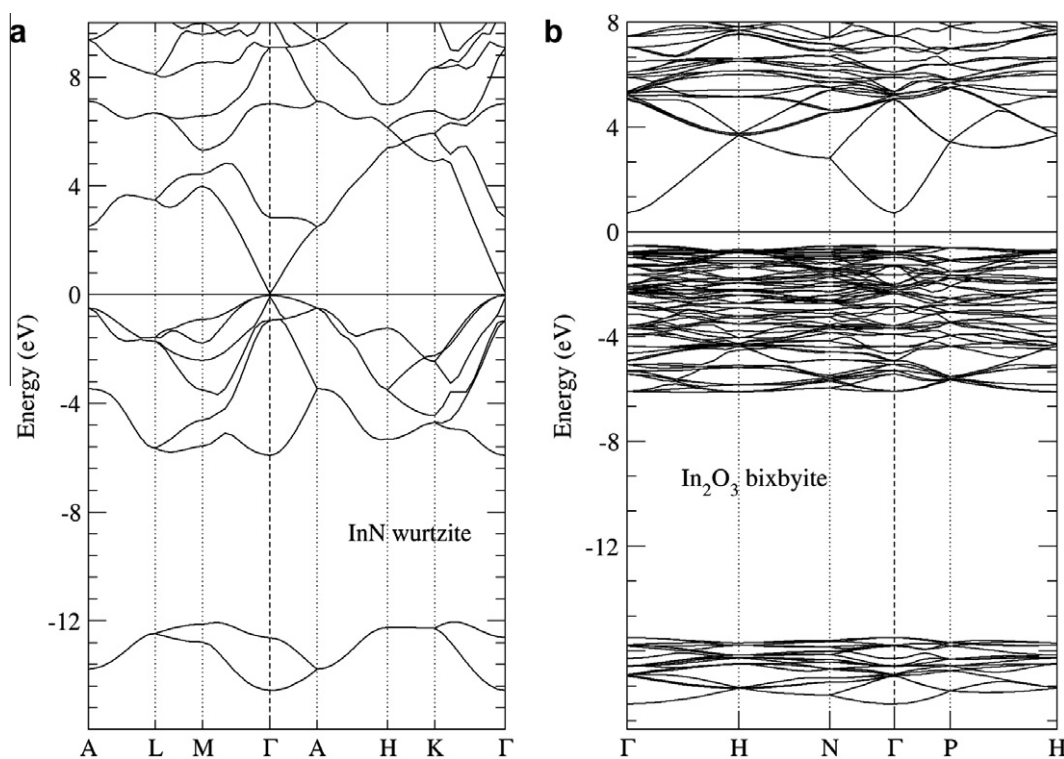 a
8
4
0
-4
-8
-12
Energy (eV)
InN wurtzite
A L M Γ A H K Γ
b
8
4
0
-4
-8
-12
Energy (eV)
In₂O₃ bixbyite
Γ H N Γ P H